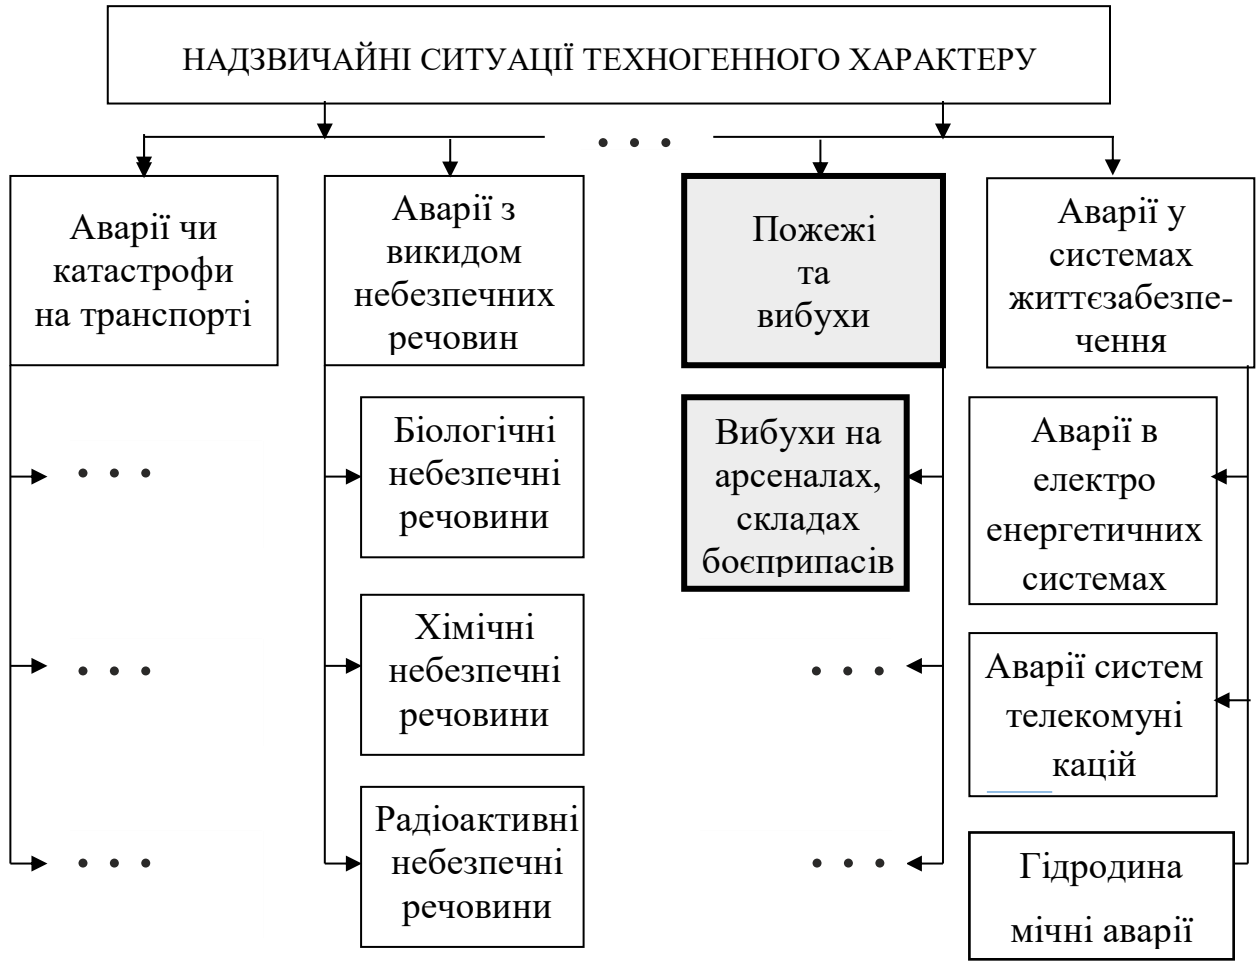 НАДЗВИЧАЙНІ СИТУАЦІЇ ТЕХНОГЕННОГО ХАРАКТЕРУ
. . .
Аварії чи
катастрофи
на транспорті
Аварії з
викидом
небезпечних
речовин
Пожежі
та
вибухи
Аварії у
системах
життєзабезпе-
чення
. . .
Біологічні
небезпечні
речовини
Вибухи на
арсеналах,
складах
боєприпасів
Аварії в
електро
енергетичних
системах
. . .
Хімічні
небезпечні
речовини
. . .
Аварії систем
телекомуні
кацій
. . .
Радіоактивні
небезпечні
речовини
. . .
Гідродина
мічні аварії